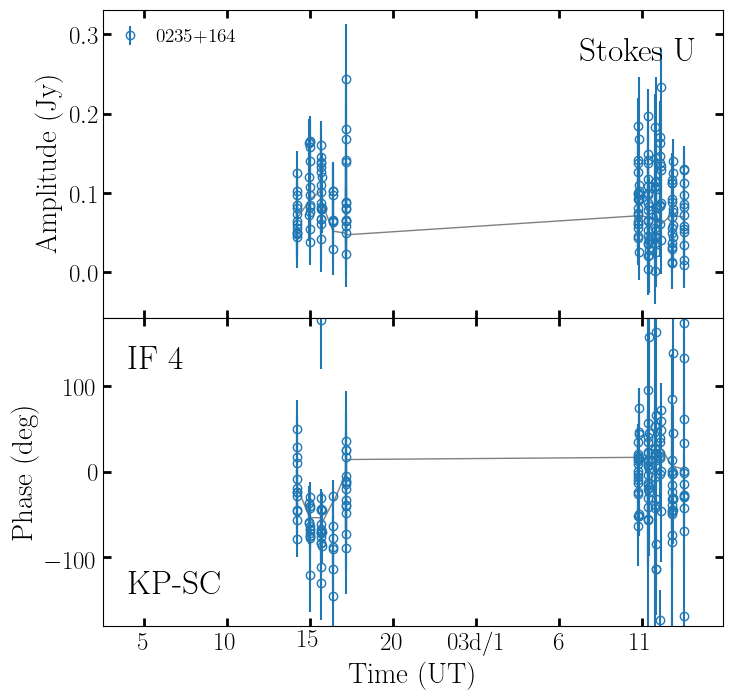 0235+164
Stokes U
0.3
0.2
0.1
0.0
Amplitude (Jy)
IF 4
100
0
−100
Phase (deg)
KP-SC
5 10 15 20 03d/1 6 11
Time (UT)